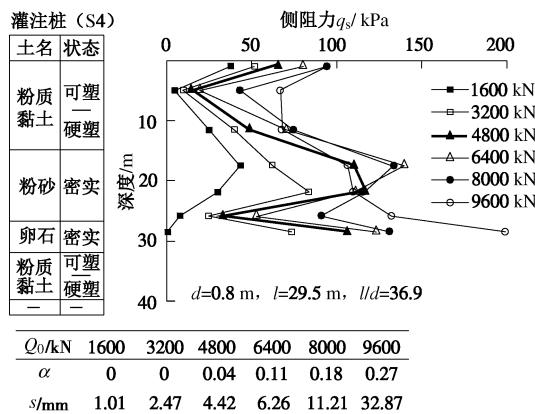 灌注桩（S4）
土名 状态
粉质黏土 可塑—硬塑
粉砂 密实
卵石 密实
粉质黏土 可塑—硬塑
— —
侧阻力qs/ kPa
0 50 100 150 200
10
20
30
40
深度/m
1600 kN
3200 kN
4800 kN
6400 kN
8000 kN
9600 kN
d=0.8 m，l=29.5 m，l/d=36.9
Q0/kN 1600 3200 4800 6400 8000 9600
α 0 0 0.04 0.11 0.18 0.27
s/mm 1.01 2.47 4.42 6.26 11.21 32.87